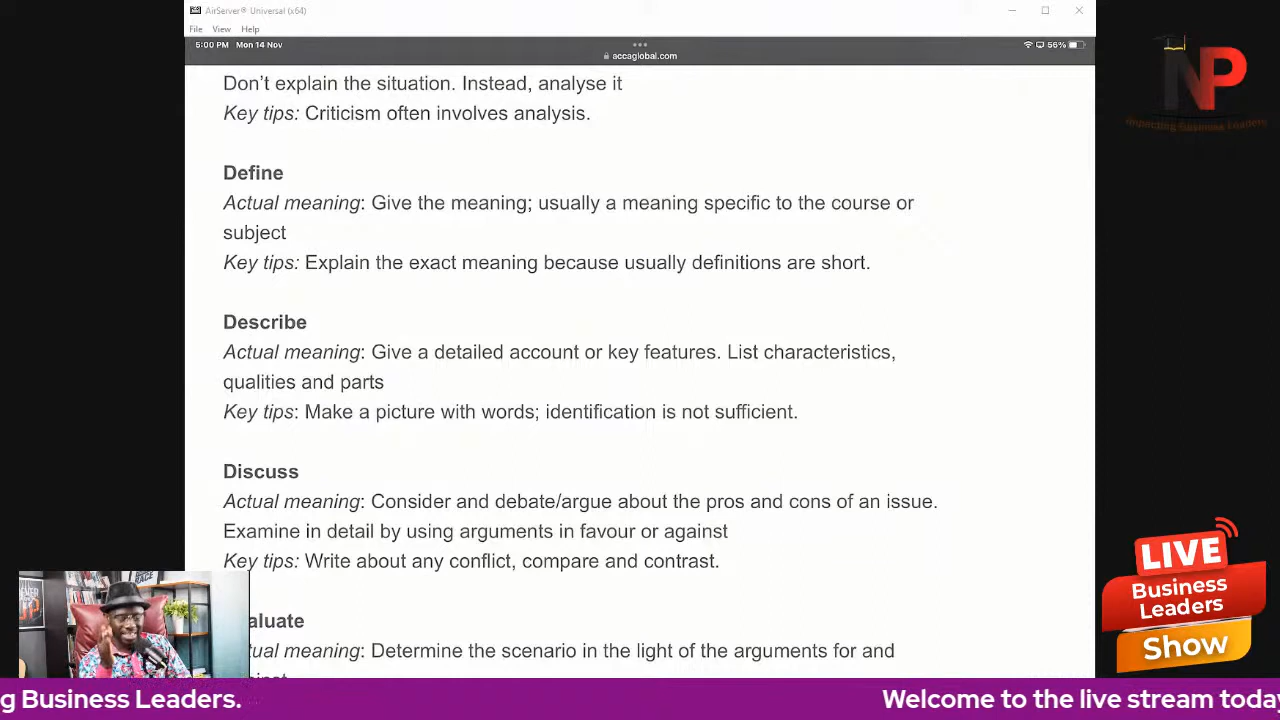 AirServer® Universal (x64)
File View Help
5:00 PM Mon 14 Nov
56%
accaglobal.com
Don't explain the situation. Instead, analyse it
Key tips: Criticism often involves analysis.
Define
Actual meaning: Give the meaning; usually a meaning specific to the course or
subject
Key tips: Explain the exact meaning because usually definitions are short.
Describe
Actual meaning: Give a detailed account or key features. List characteristics,
qualities and parts
Key tips: Make a picture with words; identification is not sufficient.
Discuss
Actual meaning: Consider and debate/argue about the pros and cons of an issue.
Examine in detail by using arguments in favour or against
Key tips: Write about any conflict, compare and contrast.
aluate
tual meaning: Determine the scenario in the light of the arguments for and
NP
Impacting Business Leaders
LIVE
Business
Leaders
Show
g Business Leaders.
Welcome to the live stream today